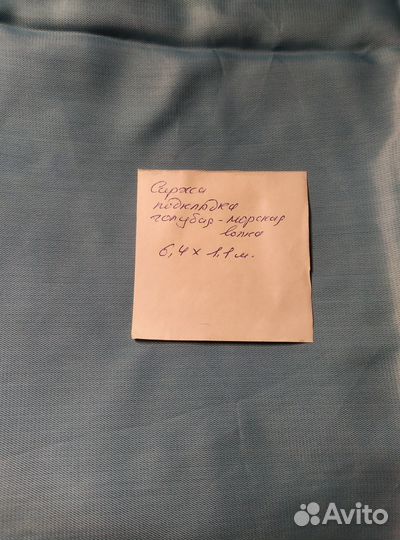 Саржа
подкладка
голубая - морская
волна
6,4 х 1,1 м.
Avito